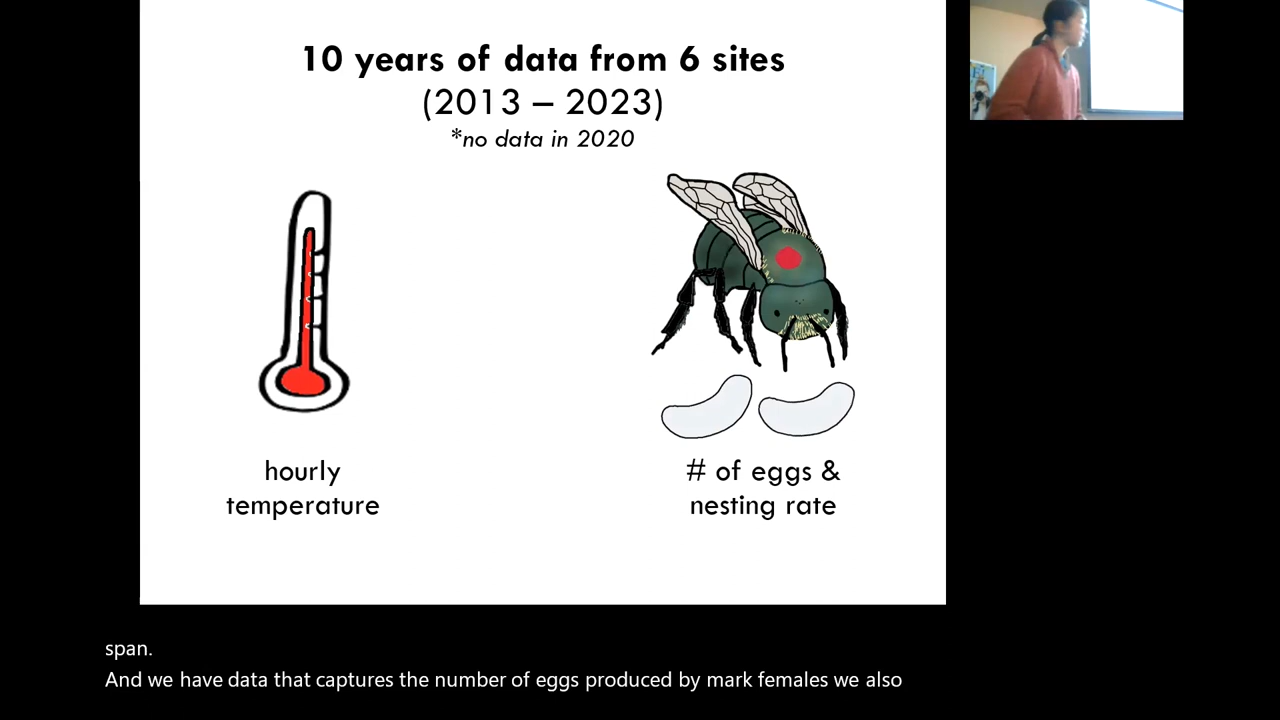 10 years of data from 6 sites
(2013 – 2023)
*no data in 2020
hourly
temperature
# of eggs &
nesting rate
span.
And we have data that captures the number of eggs produced by mark females we also